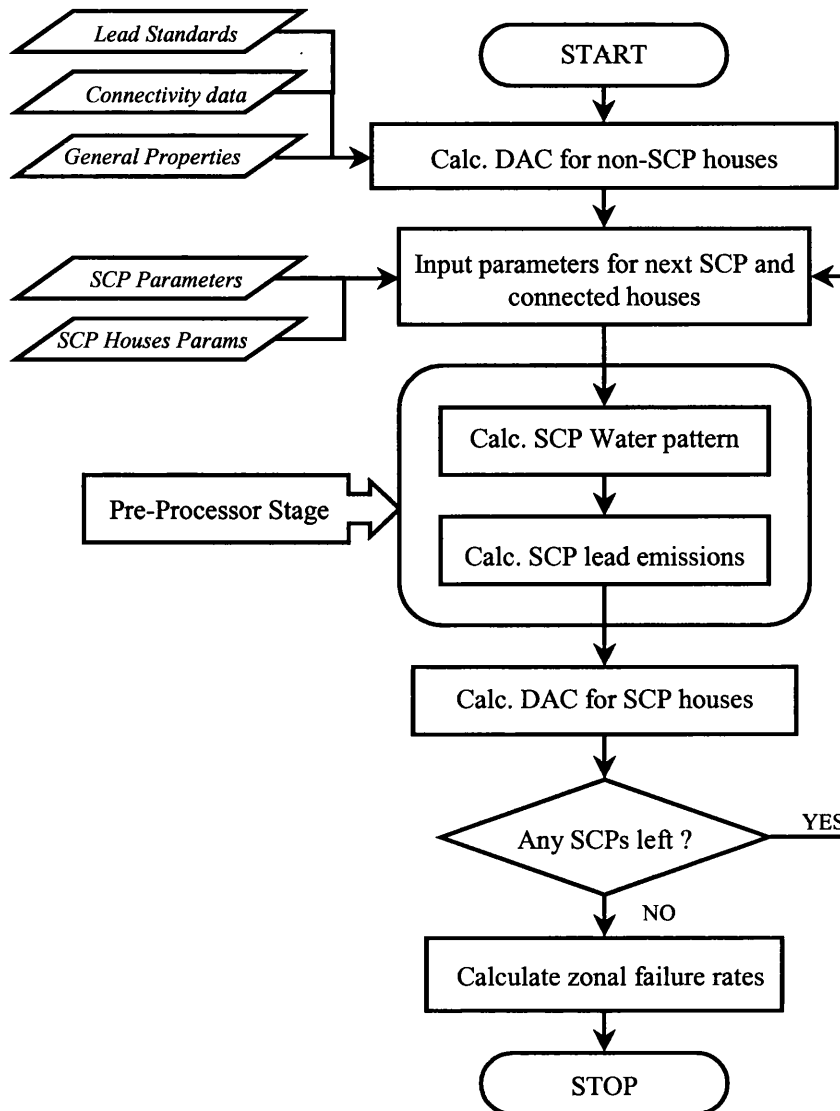 Lead Standards
START
Connectivity data
General Properties
Calc. DAC for non-SCP houses
Input parameters for next SCP and
connected houses
SCP Parameters
SCP Houses Params
Calc. SCP Water pattern
Pre-Processor Stage
Calc. SCP lead emissions
Calc. DAC for SCP houses
Any SCPs left ?
YES
NO
Calculate zonal failure rates
STOP